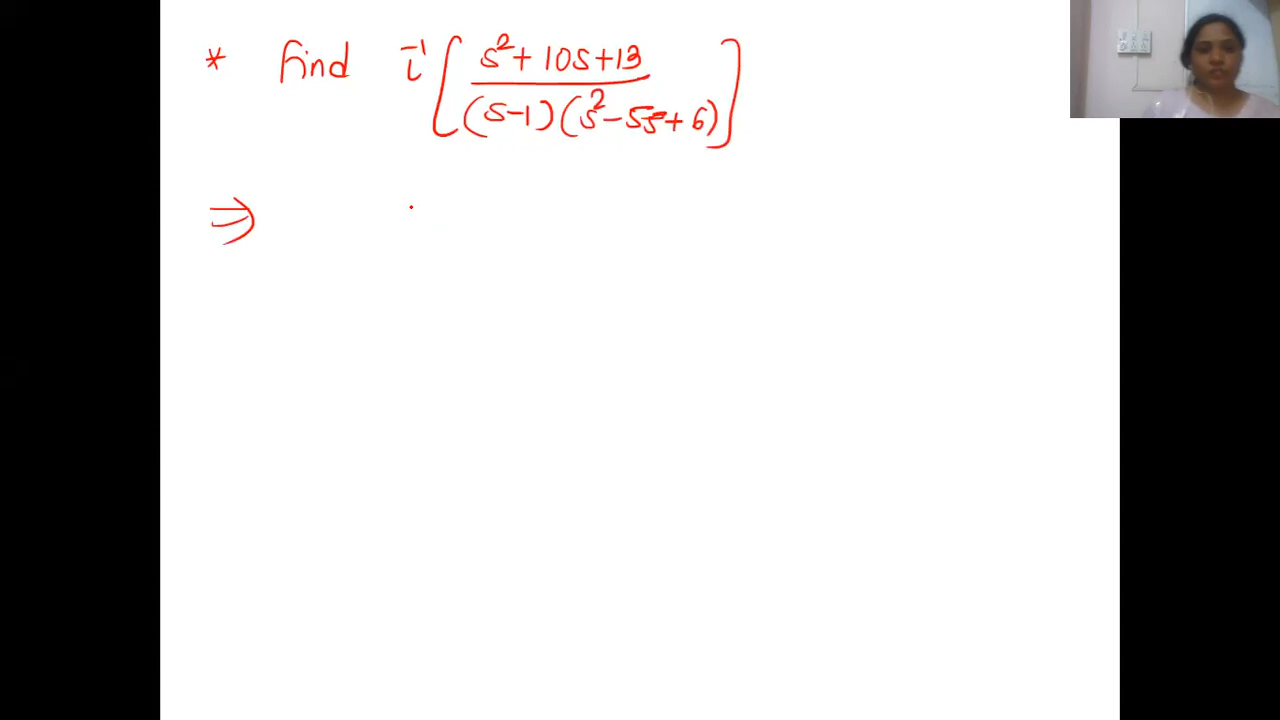 * Find L⁻¹ [ (s² + 10s + 13) / ((s-1)(s² - 5s + 6)) ]
⇒